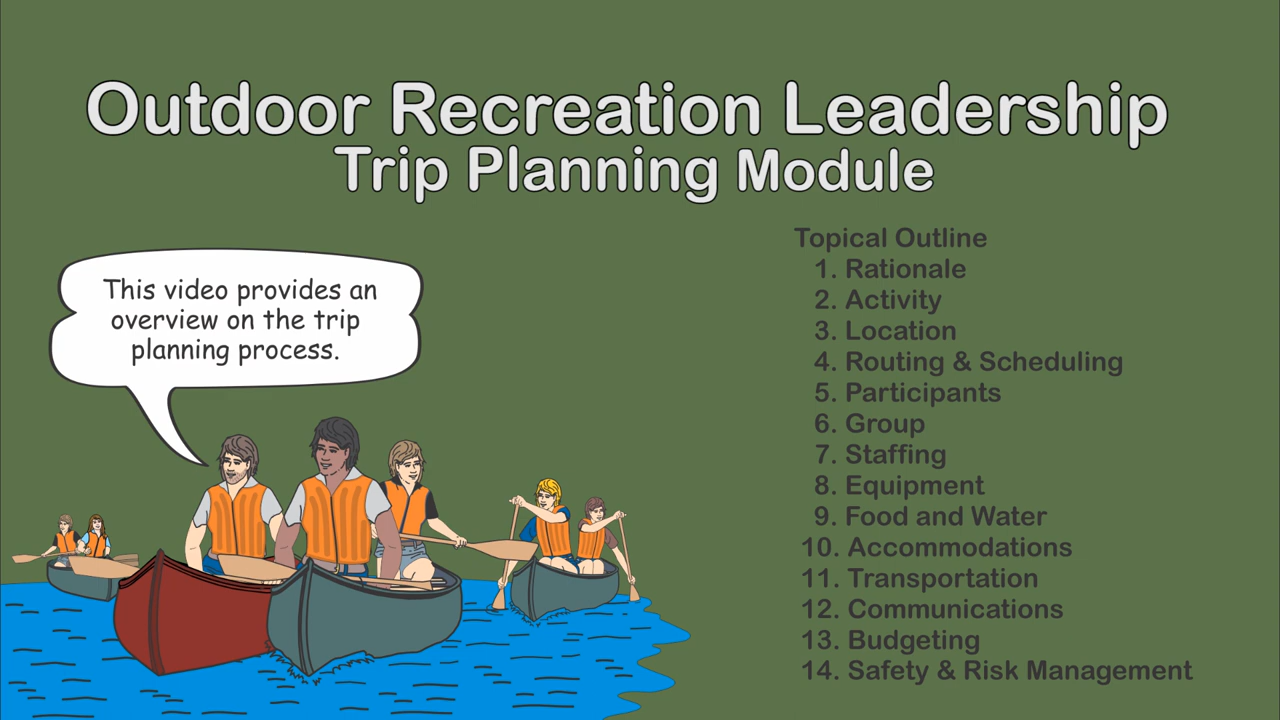 Outdoor Recreation Leadership
Trip Planning Module
This video provides an
overview on the trip
planning process.
Topical Outline
1. Rationale
2. Activity
3. Location
4. Routing & Scheduling
5. Participants
6. Group
7. Staffing
8. Equipment
9. Food and Water
10. Accommodations
11. Transportation
12. Communications
13. Budgeting
14. Safety & Risk Management